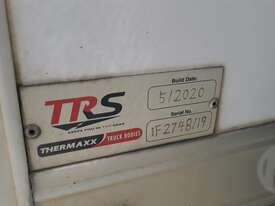 TRS
Build Date:
5/2020
Serial No.
1F2748/19
THERMAXX TRUCK BODIES